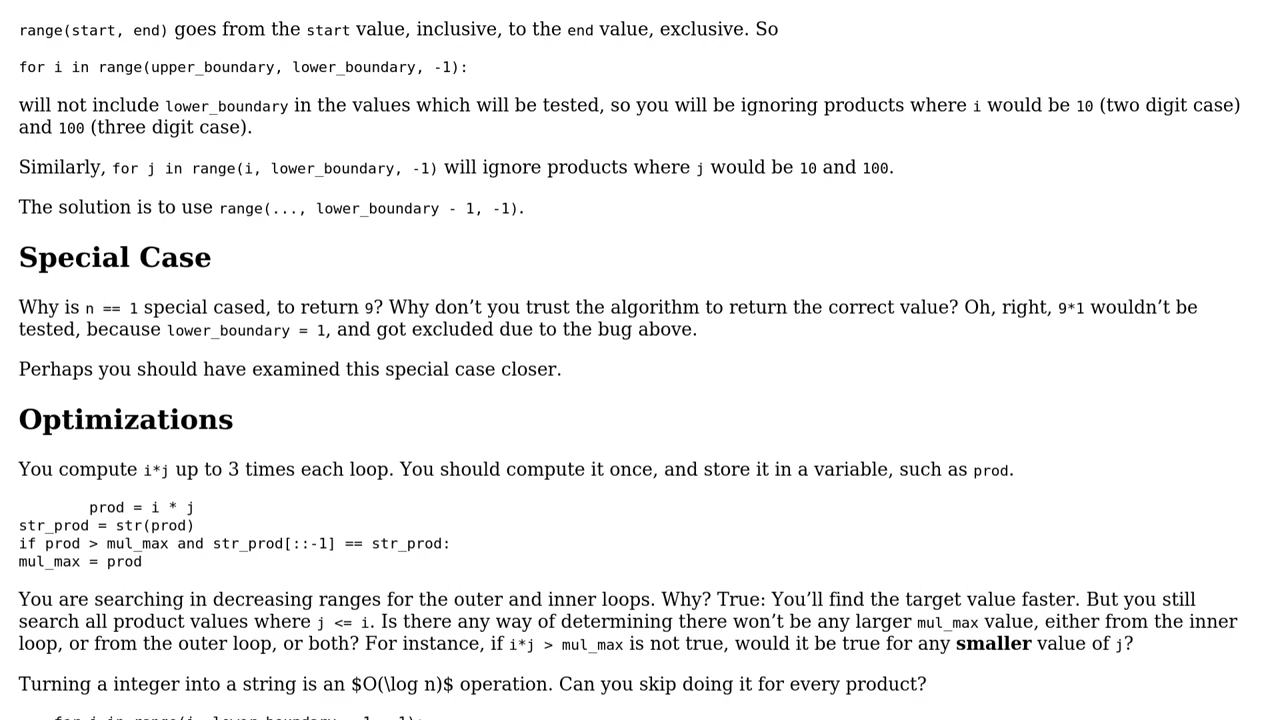 range(start, end) goes from the start value, inclusive, to the end value, exclusive. So
for i in range(upper_boundary, lower_boundary, -1):
will not include lower_boundary in the values which will be tested, so you will be ignoring products where i would be 10 (two digit case)
and 100 (three digit case).
Similarly, for j in range(i, lower_boundary, -1) will ignore products where j would be 10 and 100.
The solution is to use range(..., lower_boundary - 1, -1).
Special Case
Why is n == 1 special cased, to return 9? Why don’t you trust the algorithm to return the correct value? Oh, right, 9*1 wouldn’t be
tested, because lower_boundary = 1, and got excluded due to the bug above.
Perhaps you should have examined this special case closer.
Optimizations
You compute i*j up to 3 times each loop. You should compute it once, and store it in a variable, such as prod.
prod = i * j
str_prod = str(prod)
if prod > mul_max and str_prod[::-1] == str_prod:
mul_max = prod
You are searching in decreasing ranges for the outer and inner loops. Why? True: You’ll find the target value faster. But you still
search all product values where j <= i. Is there any way of determining there won’t be any larger mul_max value, either from the inner
loop, or from the outer loop, or both? For instance, if i*j > mul_max is not true, would it be true for any smaller value of j?
Turning a integer into a string is an $O(\log n)$ operation. Can you skip doing it for every product?